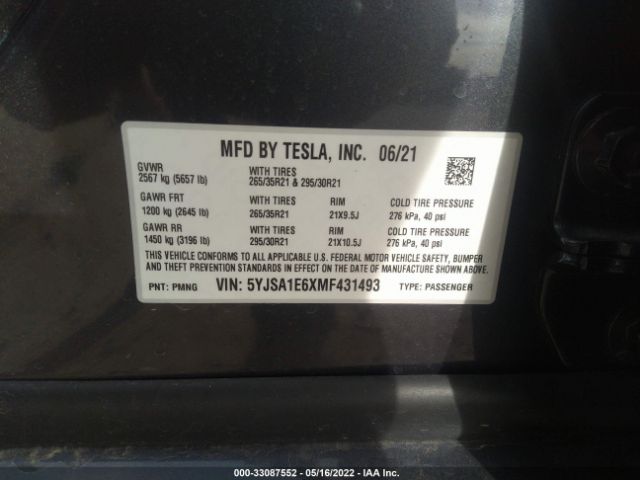 MFD BY TESLA, INC. 06/21
GVWR WITH TIRES
2567 kg (5657 lb) 265/35R21 & 295/30R21
GAWR FRT WITH TIRES RIM COLD TIRE PRESSURE
1200 kg (2645 lb) 265/35R21 21X9.5J 276 kPa, 40 psi
GAWR RR WITH TIRES RIM COLD TIRE PRESSURE
1450 kg (3196 lb) 295/30R21 21X10.5J 276 kPa, 40 psi
THIS VEHICLE CONFORMS TO ALL APPLICABLE U.S. FEDERAL MOTOR VEHICLE SAFETY, BUMPER
AND THEFT PREVENTION STANDARDS IN EFFECT ON THE DATE OF MANUFACTURE SHOWN ABOVE.
PNT: PMNG VIN: 5YJSA1E6XMF431493 TYPE: PASSENGER
000-33087552 - 05/16/2022 - IAA Inc.